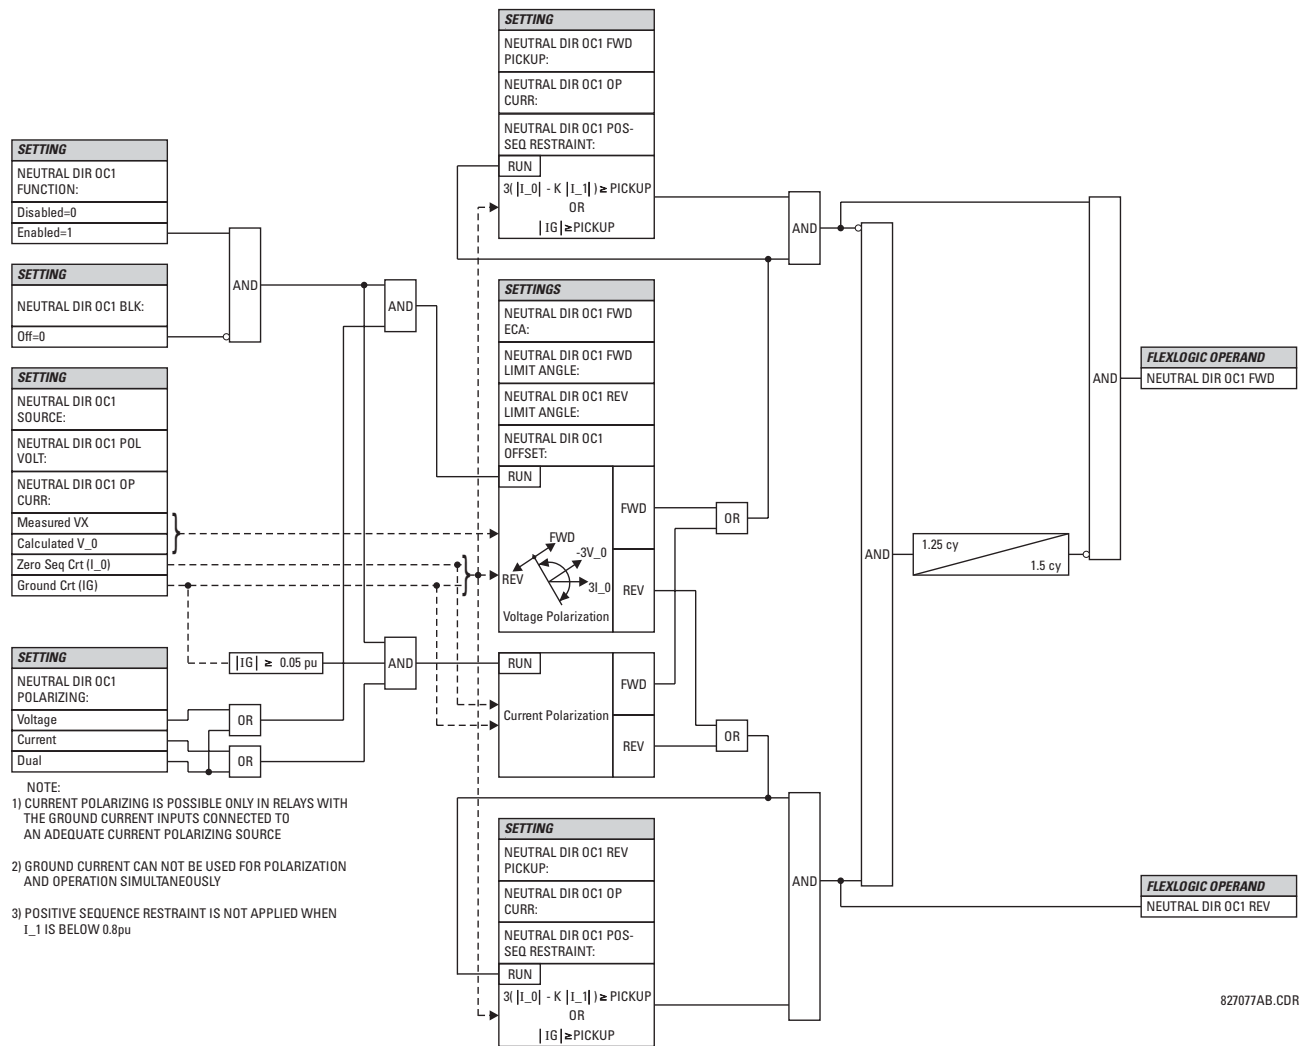 SETTING
NEUTRAL DIR OC1 FWD
PICKUP:
NEUTRAL DIR OC1 OP
CURR:
NEUTRAL DIR OC1 POS-
SEQ RESTRAINT:
RUN
3( |I_0| - K |I_1| ) ≥ PICKUP
OR
| IG | ≥ PICKUP
SETTING
NEUTRAL DIR OC1
FUNCTION:
Disabled=0
Enabled=1
SETTING
NEUTRAL DIR OC1 BLK:
Off=0
SETTING
NEUTRAL DIR OC1
SOURCE:
NEUTRAL DIR OC1 POL
VOLT:
NEUTRAL DIR OC1 OP
CURR:
Measured VX
Calculated V_0
Zero Seq Crt (I_0)
Ground Crt (IG)
SETTING
NEUTRAL DIR OC1
POLARIZING:
Voltage
Current
Dual
OR
OR
AND
AND
|IG| ≥ 0.05 pu
AND
SETTINGS
NEUTRAL DIR OC1 FWD
ECA:
NEUTRAL DIR OC1 FWD
LIMIT ANGLE:
NEUTRAL DIR OC1 REV
LIMIT ANGLE:
NEUTRAL DIR OC1
OFFSET:
RUN
FWD
REV
FWD
-3V_0
REV
3I_0
Voltage Polarization
RUN
Current Polarization
FWD
REV
OR
OR
SETTING
NEUTRAL DIR OC1 REV
PICKUP:
NEUTRAL DIR OC1 OP
CURR:
NEUTRAL DIR OC1 POS-
SEQ RESTRAINT:
RUN
3( |I_0| - K |I_1| ) ≥ PICKUP
OR
| IG | ≥ PICKUP
AND
AND
AND
1.25 cy
1.5 cy
AND
FLEXLOGIC OPERAND
NEUTRAL DIR OC1 FWD
FLEXLOGIC OPERAND
NEUTRAL DIR OC1 REV
NOTE:
1) CURRENT POLARIZING IS POSSIBLE ONLY IN RELAYS WITH
THE GROUND CURRENT INPUTS CONNECTED TO
AN ADEQUATE CURRENT POLARIZING SOURCE
2) GROUND CURRENT CAN NOT BE USED FOR POLARIZATION
AND OPERATION SIMULTANEOUSLY
3) POSITIVE SEQUENCE RESTRAINT IS NOT APPLIED WHEN
I_1 IS BELOW 0.8pu
827077AB.CDR